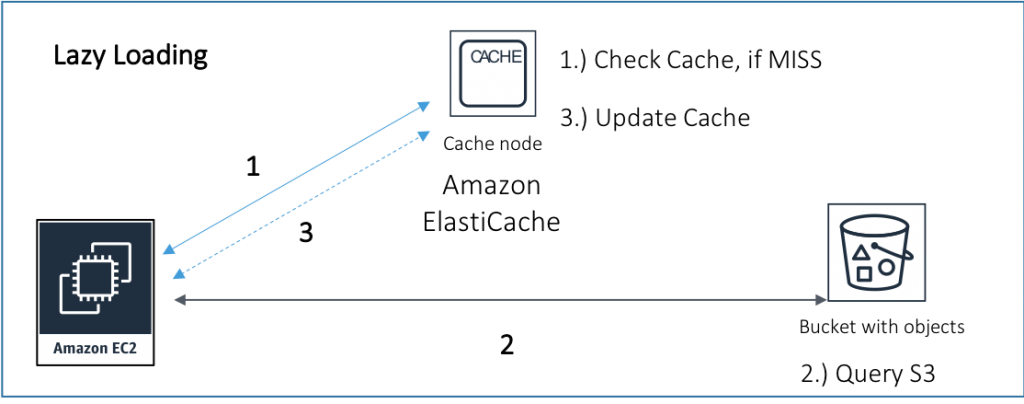 Lazy Loading
CACHE
1.) Check Cache, if MISS
3.) Update Cache
Cache node
Amazon
ElastiCache
1
3
Amazon EC2
2
Bucket with objects
2.) Query S3